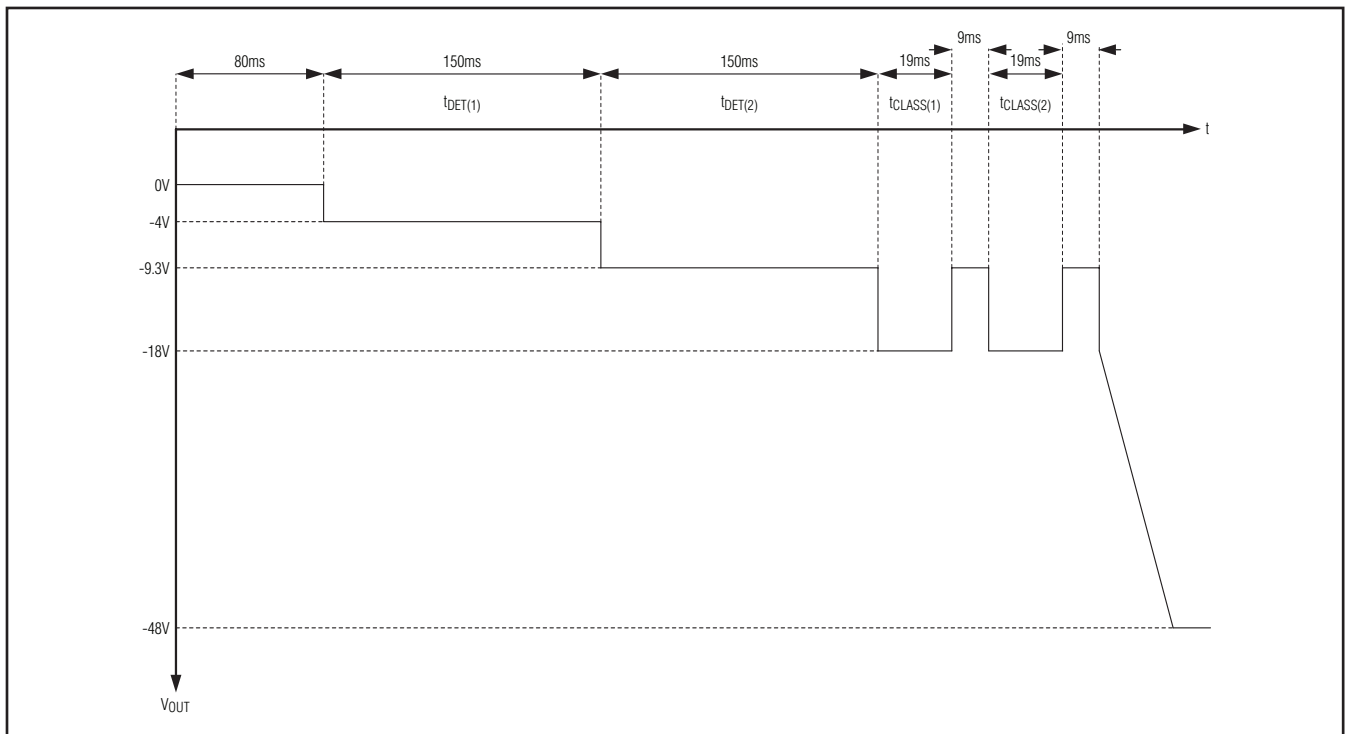 9ms 9ms
80ms 150ms 150ms 19ms 19ms
tDET(1) tDET(2) tCLASS(1) tCLASS(2)
t
0V
-4V
-9.3V
-18V
-48V
VOUT